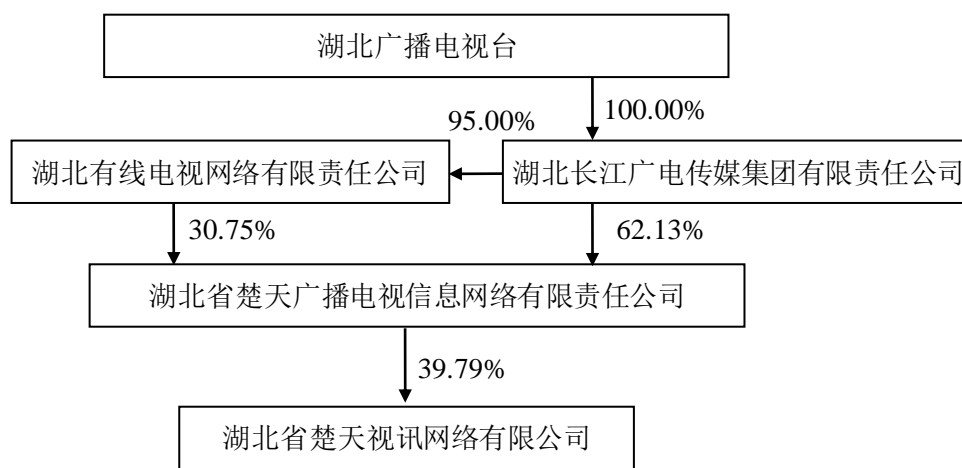 湖北广播电视台
100.00%
95.00%
湖北有线电视网络有限责任公司
湖北长江广电传媒集团有限责任公司
30.75%
62.13%
湖北省楚天广播电视信息网络有限责任公司
39.79%
湖北省楚天视讯网络有限公司